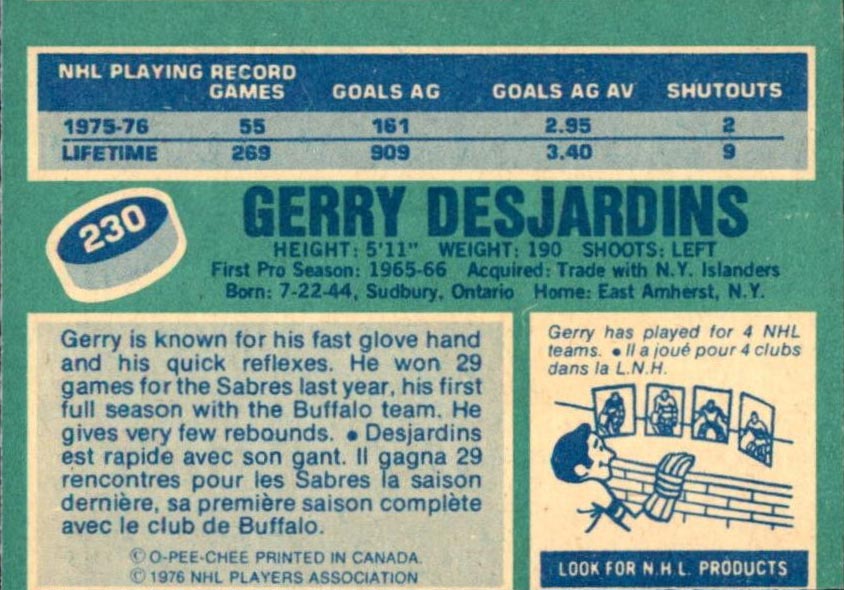 NHL PLAYING RECORD
GAMES GOALS AG GOALS AG AV SHUTOUTS
1975-76 55 161 2.95 2
LIFETIME 269 909 3.40 9
230
GERRY DESJARDINS
HEIGHT: 5'11" WEIGHT: 190 SHOOTS: LEFT
First Pro Season: 1965-66 Acquired: Trade with N.Y. Islanders
Born: 7-22-44, Sudbury, Ontario Home: East Amherst, N.Y.
Gerry is known for his fast glove hand
and his quick reflexes. He won 29
games for the Sabres last year, his first
full season with the Buffalo team. He
gives very few rebounds. • Desjardins
est rapide avec son gant. Il gagna 29
rencontres pour les Sabres la saison
dernière, sa première saison complète
avec le club de Buffalo.
© O-PEE-CHEE PRINTED IN CANADA.
© 1976 NHL PLAYERS ASSOCIATION
Gerry has played for 4 NHL
teams. • Il a joué pour 4 clubs
dans la L.N.H.
LOOK FOR N.H.L. PRODUCTS